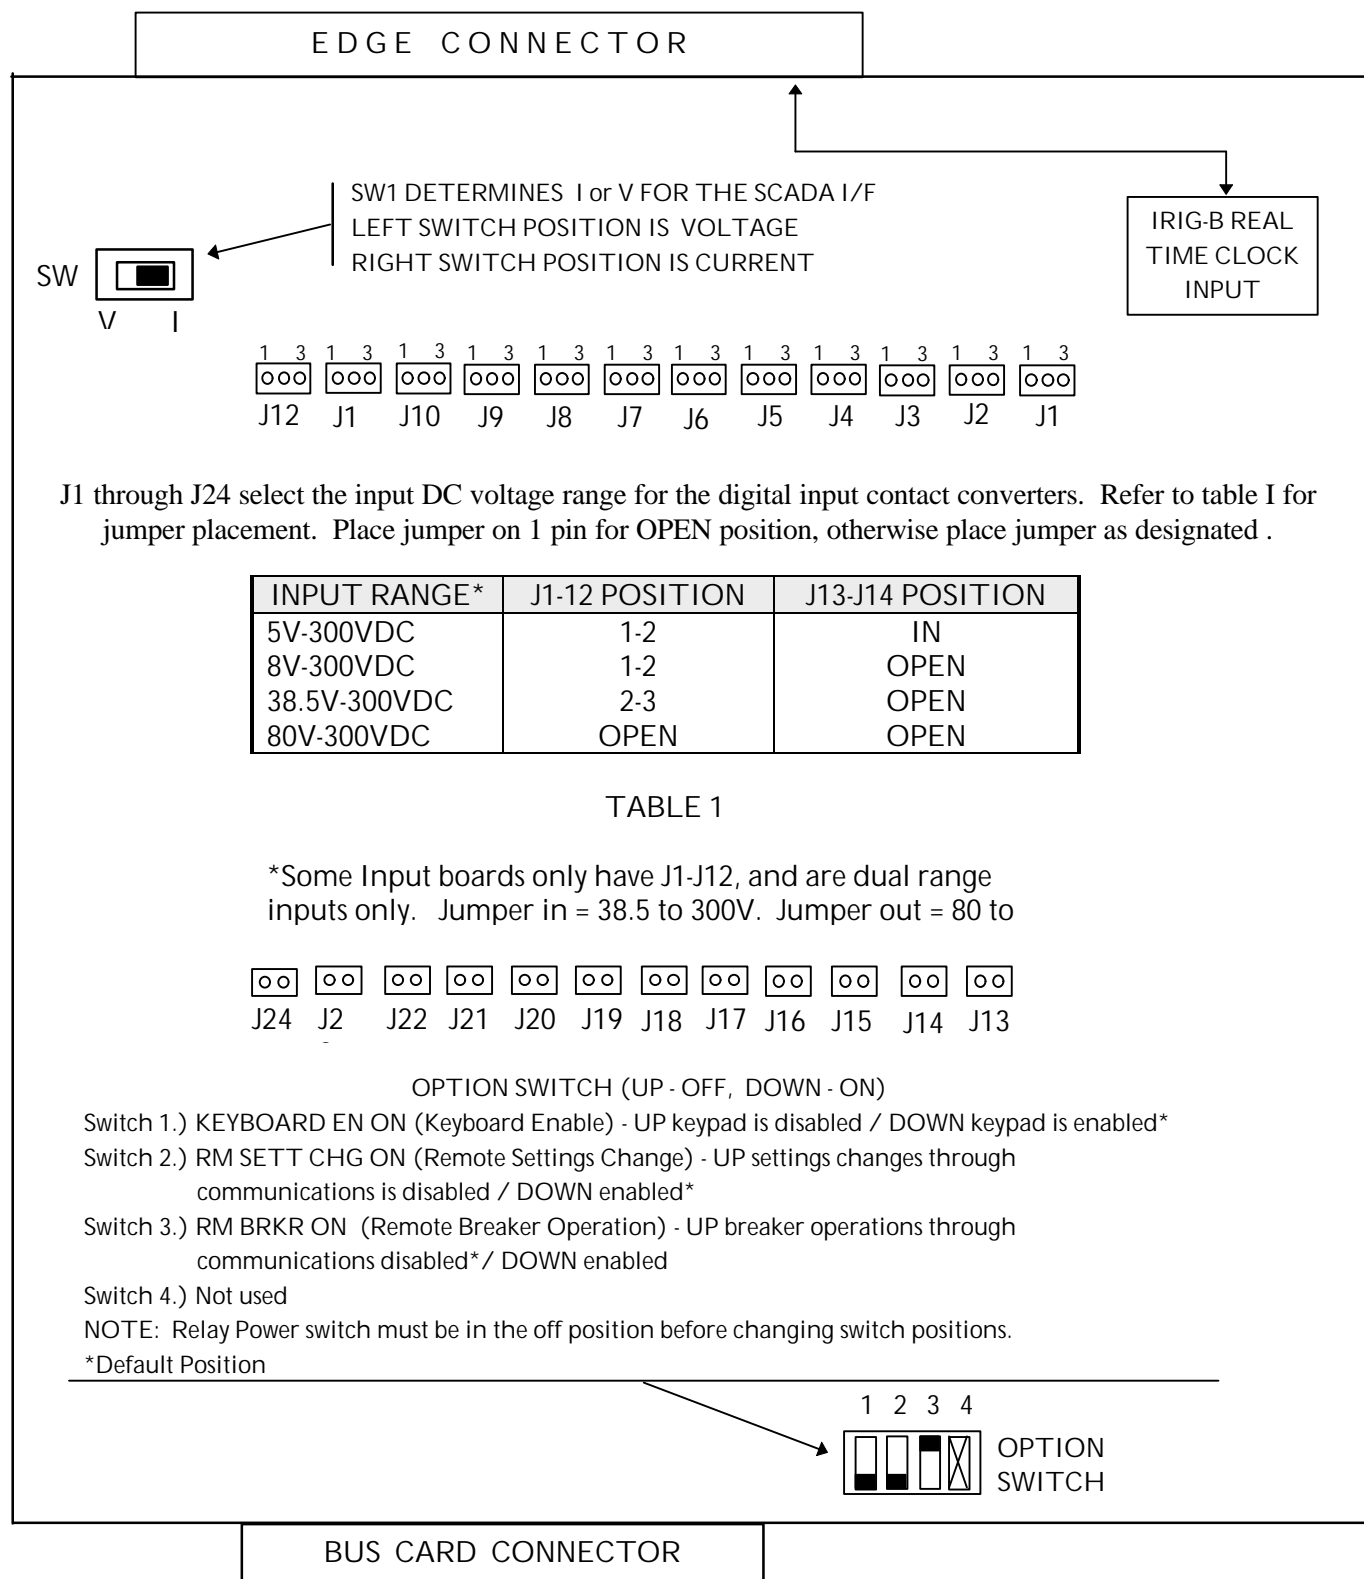 EDGE CONNECTOR
SW1 DETERMINES I or V FOR THE SCADA I/F
LEFT SWITCH POSITION IS VOLTAGE
RIGHT SWITCH POSITION IS CURRENT
IRIG-B REAL
TIME CLOCK
INPUT
SW
V I
1 3 1 3 1 3 1 3 1 3 1 3 1 3 1 3 1 3 1 3 1 3 1 3
J12 J1 J10 J9 J8 J7 J6 J5 J4 J3 J2 J1
J1 through J24 select the input DC voltage range for the digital input contact converters. Refer to table I for
jumper placement. Place jumper on 1 pin for OPEN position, otherwise place jumper as designated .
INPUT RANGE* J1-12 POSITION J13-J14 POSITION
5V-300VDC 1-2 IN
8V-300VDC 1-2 OPEN
38.5V-300VDC 2-3 OPEN
80V-300VDC OPEN OPEN
TABLE 1
*Some Input boards only have J1-J12, and are dual range
inputs only. Jumper in = 38.5 to 300V. Jumper out = 80 to
J24 J2 J22 J21 J20 J19 J18 J17 J16 J15 J14 J13
OPTION SWITCH (UP - OFF, DOWN - ON)
Switch 1.) KEYBOARD EN ON (Keyboard Enable) - UP keypad is disabled / DOWN keypad is enabled*
Switch 2.) RM SETT CHG ON (Remote Settings Change) - UP settings changes through
communications is disabled / DOWN enabled*
Switch 3.) RM BRKR ON (Remote Breaker Operation) - UP breaker operations through
communications disabled*/ DOWN enabled
Switch 4.) Not used
NOTE: Relay Power switch must be in the off position before changing switch positions.
*Default Position
1 2 3 4
OPTION
SWITCH
BUS CARD CONNECTOR